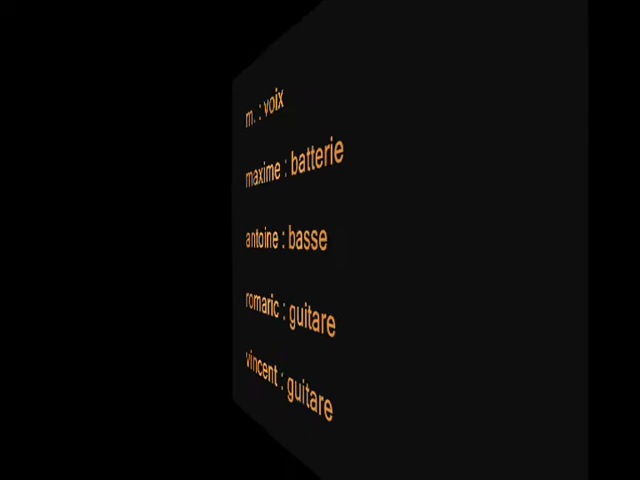 m. : voix
maxime : batterie
antoine : basse
romaric : guitare
vincent : guitare